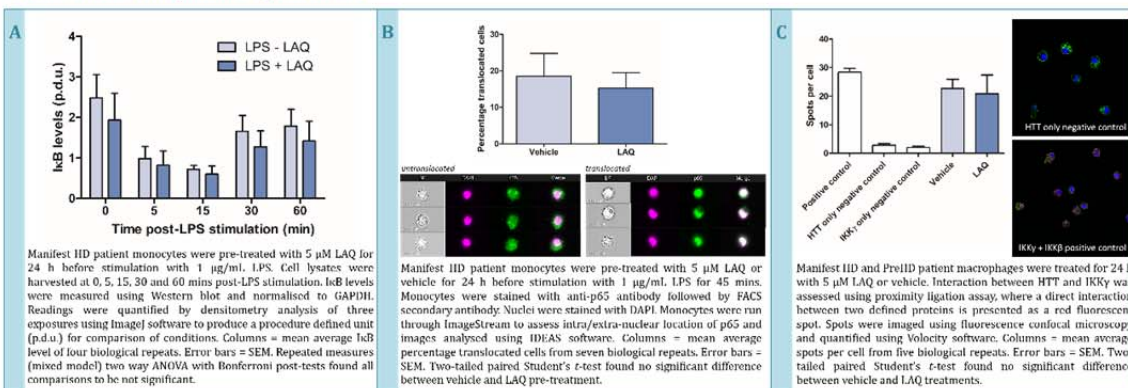 A
4
3
2
1
0
IκB levels (p.d.u.)
LPS - LAQ
LPS + LAQ
0 5 15 30 60
Time post-LPS stimulation (min)
Manifest HD patient monocytes were pre-treated with 5 μM LAQ for
24 h before stimulation with 1 μg/mL LPS. Cell lysates were
harvested at 0, 5, 15, 30 and 60 mins post-LPS stimulation. IκB levels
were measured using Western blot and normalised to GAPDH.
Readings were quantified by densitometry analysis of three
exposures using ImageJ software to produce a procedure defined unit
(p.d.u.) for comparison of conditions. Columns = mean average IκB
level of four biological repeats. Error bars = SEM. Repeated measures
(mixed model) two way ANOVA with Bonferroni post-tests found all
comparisons to be not significant.
B
30
20
10
0
Percentage translocated cells
Vehicle LAQ
untranslocated translocated
DAPI p65
Manifest HD patient monocytes were pre-treated with 5 μM LAQ or
vehicle for 24 h before stimulation with 1 μg/mL LPS for 45 mins.
Monocytes were stained with anti-p65 antibody followed by FACS
secondary antibody. Nuclei were stained with DAPI. Monocytes were run
through ImageStream to assess intra/extra-nuclear location of p65 and
images analysed using IDEAS software. Columns = mean average
percentage translocated cells from seven biological repeats. Error bars =
SEM. Two-tailed paired Student's t-test found no significant difference
between vehicle and LAQ pre-treatment.
C
40
30
20
10
0
Spots per cell
Positive control
HTT only negative control
IKKγ only negative control
Vehicle
LAQ
HTT only negative control
IKKγ + IKKβ positive control
Manifest HD and PreHD patient macrophages were treated for 24 h
with 5 μM LAQ or vehicle. Interaction between HTT and IKKγ was
assessed using proximity ligation assay, where a direct interaction
between two defined proteins is presented as a red fluorescent
spot. Spots were imaged using fluorescence confocal microscopy
and quantified using Volocity software. Columns = mean average
spots per cell from five biological repeats. Error bars = SEM. Two-
tailed paired Student's t-test found no significant difference
between vehicle and LAQ treatments.